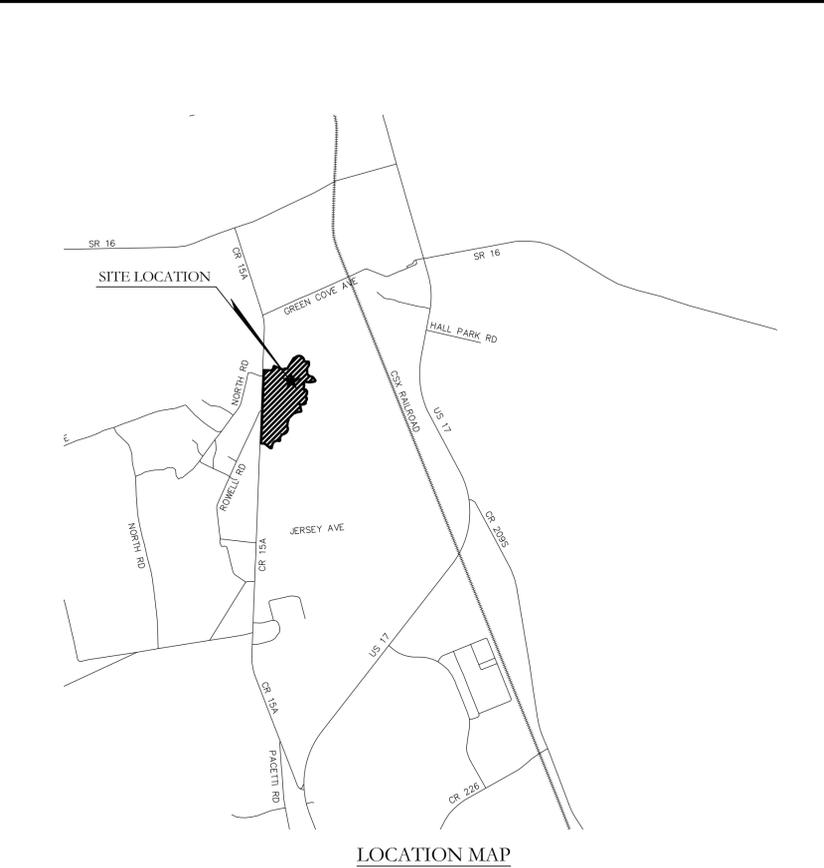 SR 16
CR 15A
SR 16
SITE LOCATION
GREEN COVE AVE
HALL PARK RD
NORTH RD
CSX RAILROAD
US 17
ROWELL RD
CR 209S
NORTH RD
JERSEY AVE
CR 15A
US 17
CR 15A
PACETTI RD
CR 226
LOCATION MAP